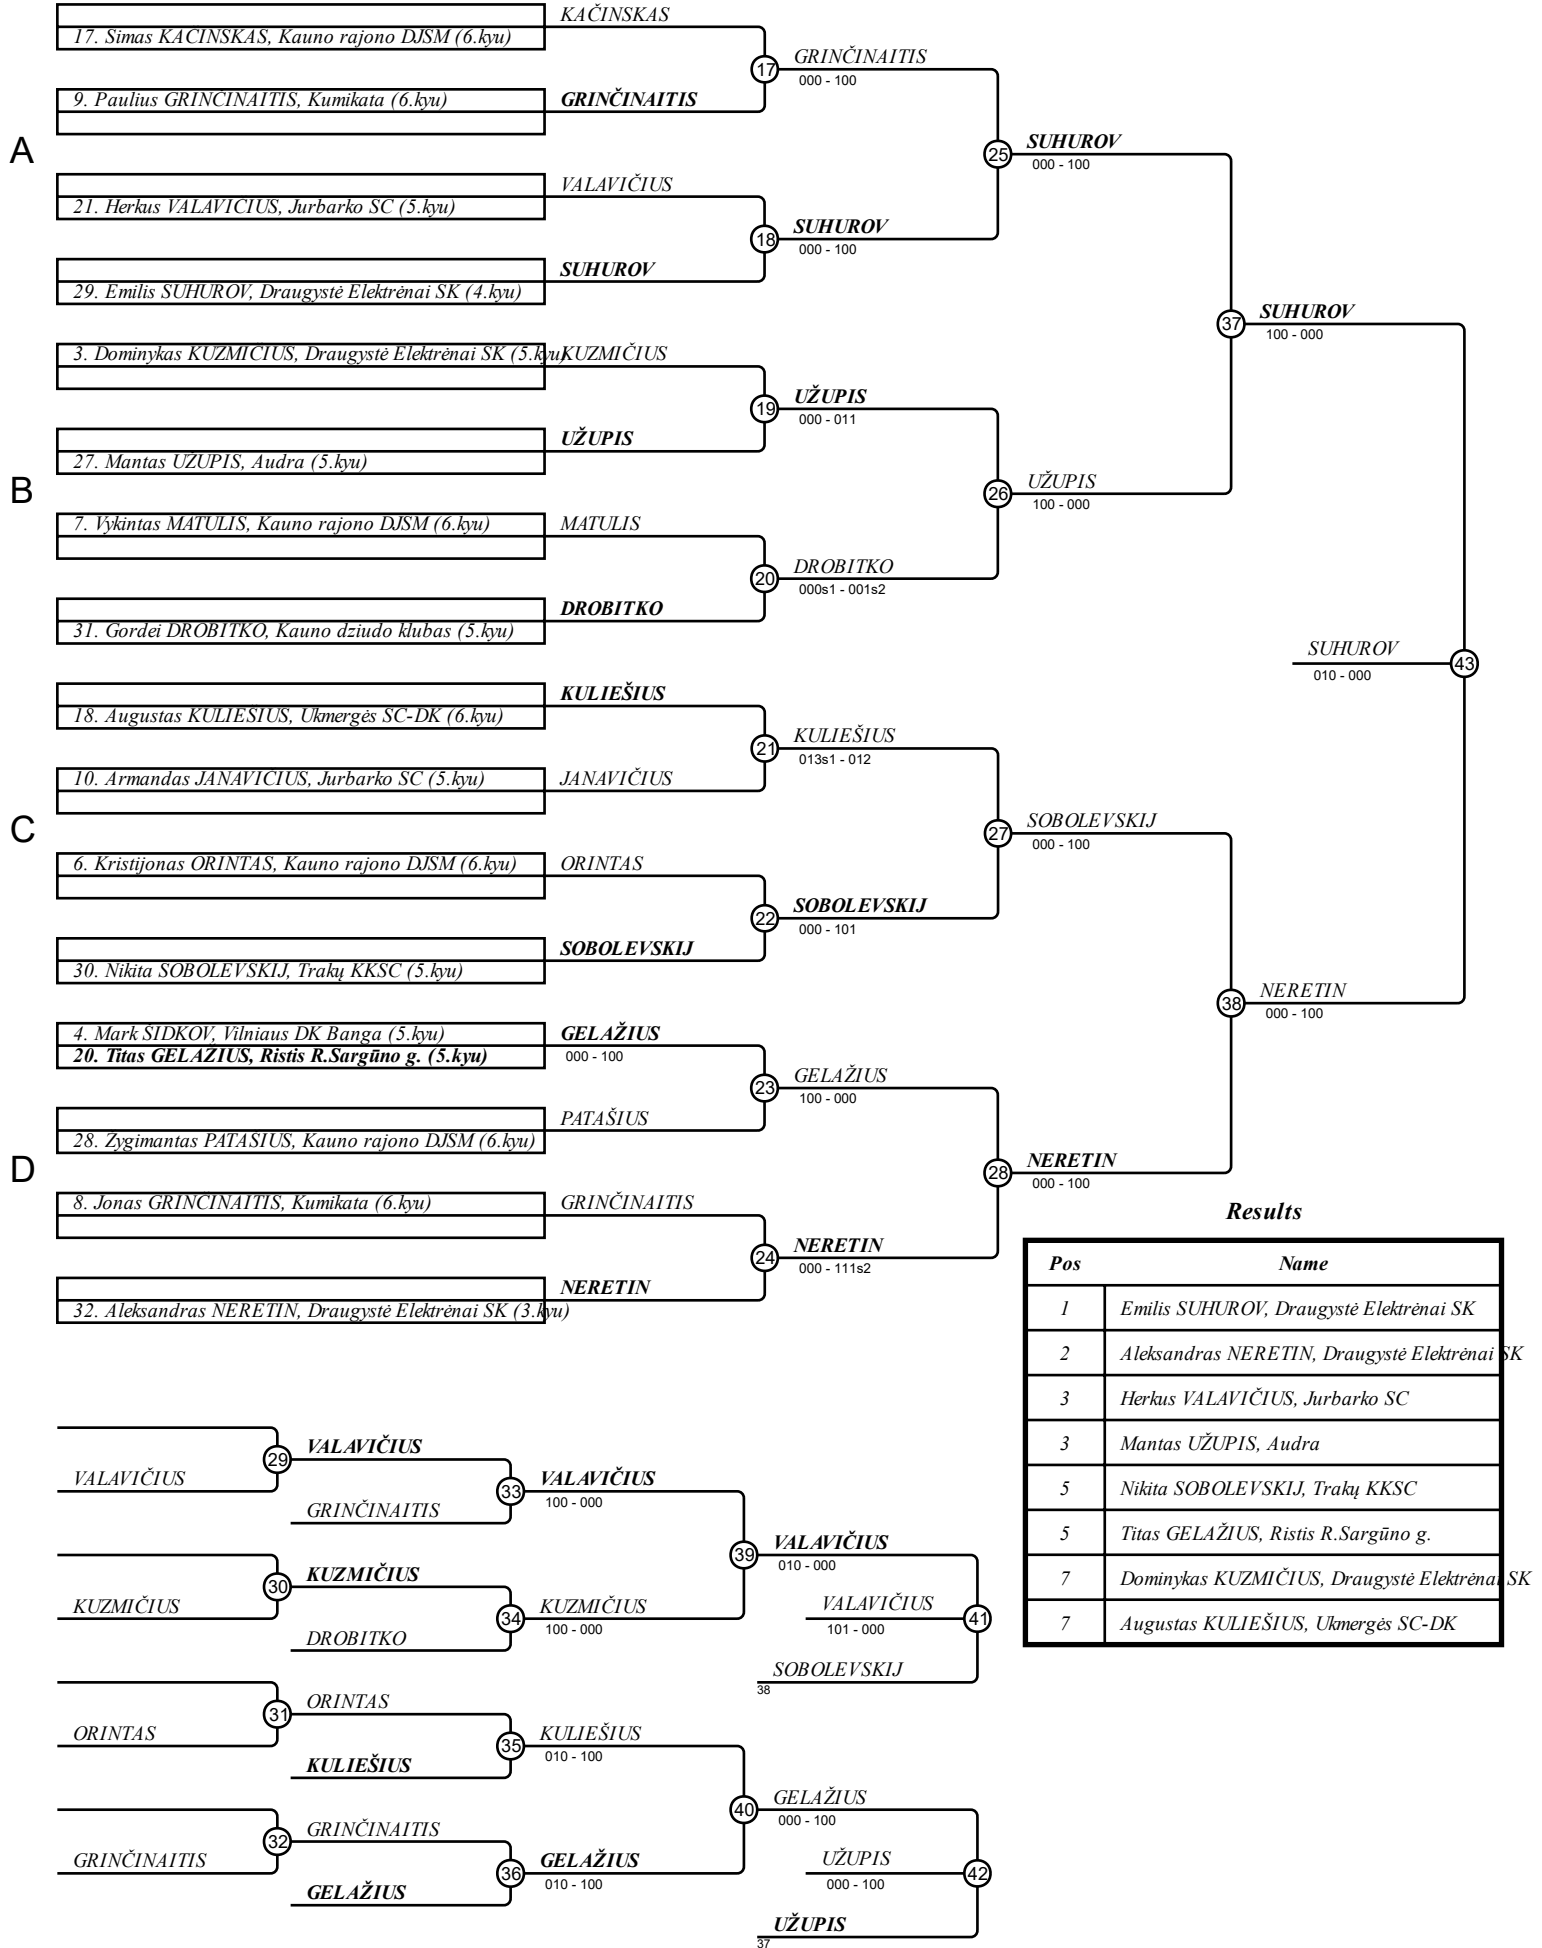 KAČINSKAS
17. Simas KAČINSKAS, Kauno rajono DJSM (6.kyu)
17
GRINČINAITIS
000 - 100
9. Paulius GRINČINAITIS, Kumikata (6.kyu)
GRINČINAITIS
A
25
SUHUROV
000 - 100
VALAVIČIUS
21. Herkus VALAVIČIUS, Jurbarko SC (5.kyu)
18
SUHUROV
000 - 100
SUHUROV
29. Emilis SUHUROV, Draugystė Elektrėnai SK (4.kyu)
37
SUHUROV
100 - 000
3. Dominykas KUZMIČIUS, Draugystė Elektrėnai SK (5.kyu)
KUZMIČIUS
19
UŽUPIS
000 - 011
UŽUPIS
27. Mantas UŽUPIS, Audra (5.kyu)
B
26
UŽUPIS
100 - 000
7. Vykintas MATULIS, Kauno rajono DJSM (6.kyu)
MATULIS
20
DROBITKO
000s1 - 001s2
DROBITKO
31. Gordei DROBITKO, Kauno dziudo klubas (5.kyu)
SUHUROV
43
010 - 000
KULIEŠIUS
18. Augustas KULIEŠIUS, Ukmergės SC-DK (6.kyu)
21
KULIEŠIUS
013s1 - 012
10. Armandas JANAVIČIUS, Jurbarko SC (5.kyu)
JANAVIČIUS
C
27
SOBOLEVSKIJ
000 - 100
6. Kristijonas ORINTAS, Kauno rajono DJSM (6.kyu)
ORINTAS
22
SOBOLEVSKIJ
000 - 101
SOBOLEVSKIJ
30. Nikita SOBOLEVSKIJ, Trakų KKSC (5.kyu)
38
NERETIN
000 - 100
4. Mark ŠIDKOV, Vilniaus DK Banga (5.kyu)
GELAŽIUS
20. Titas GELAŽIUS, Ristis R.Sargūno g. (5.kyu)
000 - 100
23
GELAŽIUS
100 - 000
PATAŠIUS
28. Žygimantas PATAŠIUS, Kauno rajono DJSM (6.kyu)
D
28
NERETIN
000 - 100
8. Jonas GRINČINAITIS, Kumikata (6.kyu)
GRINČINAITIS
24
NERETIN
000 - 111s2
NERETIN
32. Aleksandras NERETIN, Draugystė Elektrėnai SK (3.kyu)
Results
Pos Name
1 Emilis SUHUROV, Draugystė Elektrėnai SK
2 Aleksandras NERETIN, Draugystė Elektrėnai SK
3 Herkus VALAVIČIUS, Jurbarko SC
3 Mantas UŽUPIS, Audra
5 Nikita SOBOLEVSKIJ, Trakų KKSC
5 Titas GELAŽIUS, Ristis R.Sargūno g.
7 Dominykas KUZMIČIUS, Draugystė Elektrėnai SK
7 Augustas KULIEŠIUS, Ukmergės SC-DK
29
VALAVIČIUS
VALAVIČIUS
33
VALAVIČIUS
100 - 000
GRINČINAITIS
39
VALAVIČIUS
010 - 000
30
KUZMIČIUS
KUZMIČIUS
34
KUZMIČIUS
100 - 000
DROBITKO
VALAVIČIUS
41
101 - 000
SOBOLEVSKIJ
38
31
ORINTAS
ORINTAS
35
KULIEŠIUS
010 - 100
KULIEŠIUS
40
GELAŽIUS
000 - 100
32
GRINČINAITIS
GRINČINAITIS
36
GELAŽIUS
010 - 100
GELAŽIUS
UŽUPIS
42
000 - 100
UŽUPIS
37